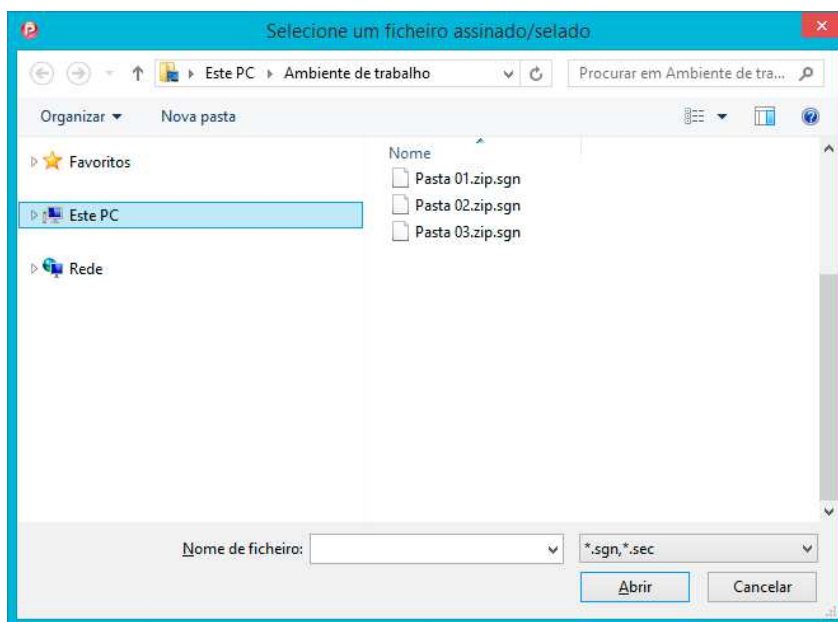 Selecione um ficheiro assinado/selado
Este PC Ambiente de trabalho
Procurar em Ambiente de tra...
Organizar Nova pasta
Favoritos
Este PC
Rede
Nome
Pasta 01.zip.sgn
Pasta 02.zip.sgn
Pasta 03.zip.sgn
Nome de ficheiro:
*.sgn,*.sec
Abrir Cancelar